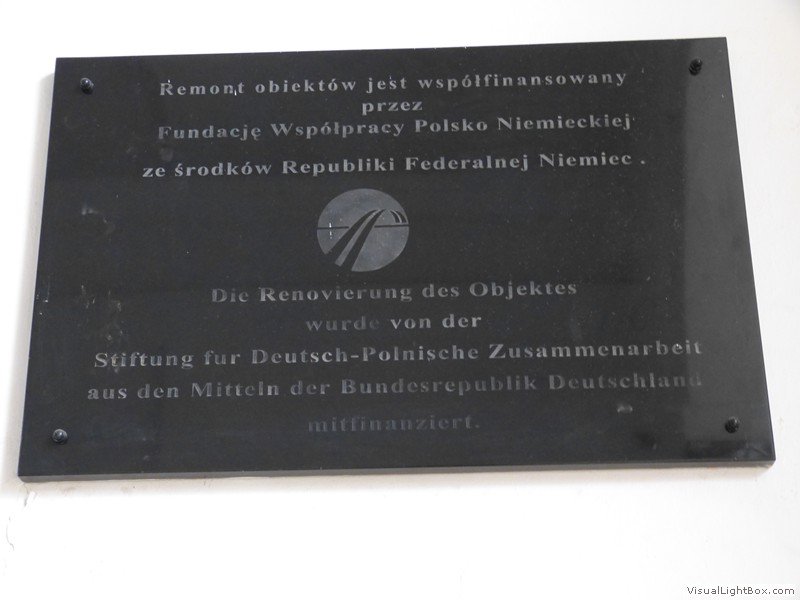 Remont obiektów jest współfinansowany
przez
Fundację Współpracy Polsko Niemieckiej
ze środków Republiki Federalnej Niemiec .
Die Renovierung des Objektes
wurde von der
Stiftung fur Deutsch-Polnische Zusammenarbeit
aus den Mitteln der Bundesrepublik Deutschland
mitfinanziert.
VisualLightBox.com